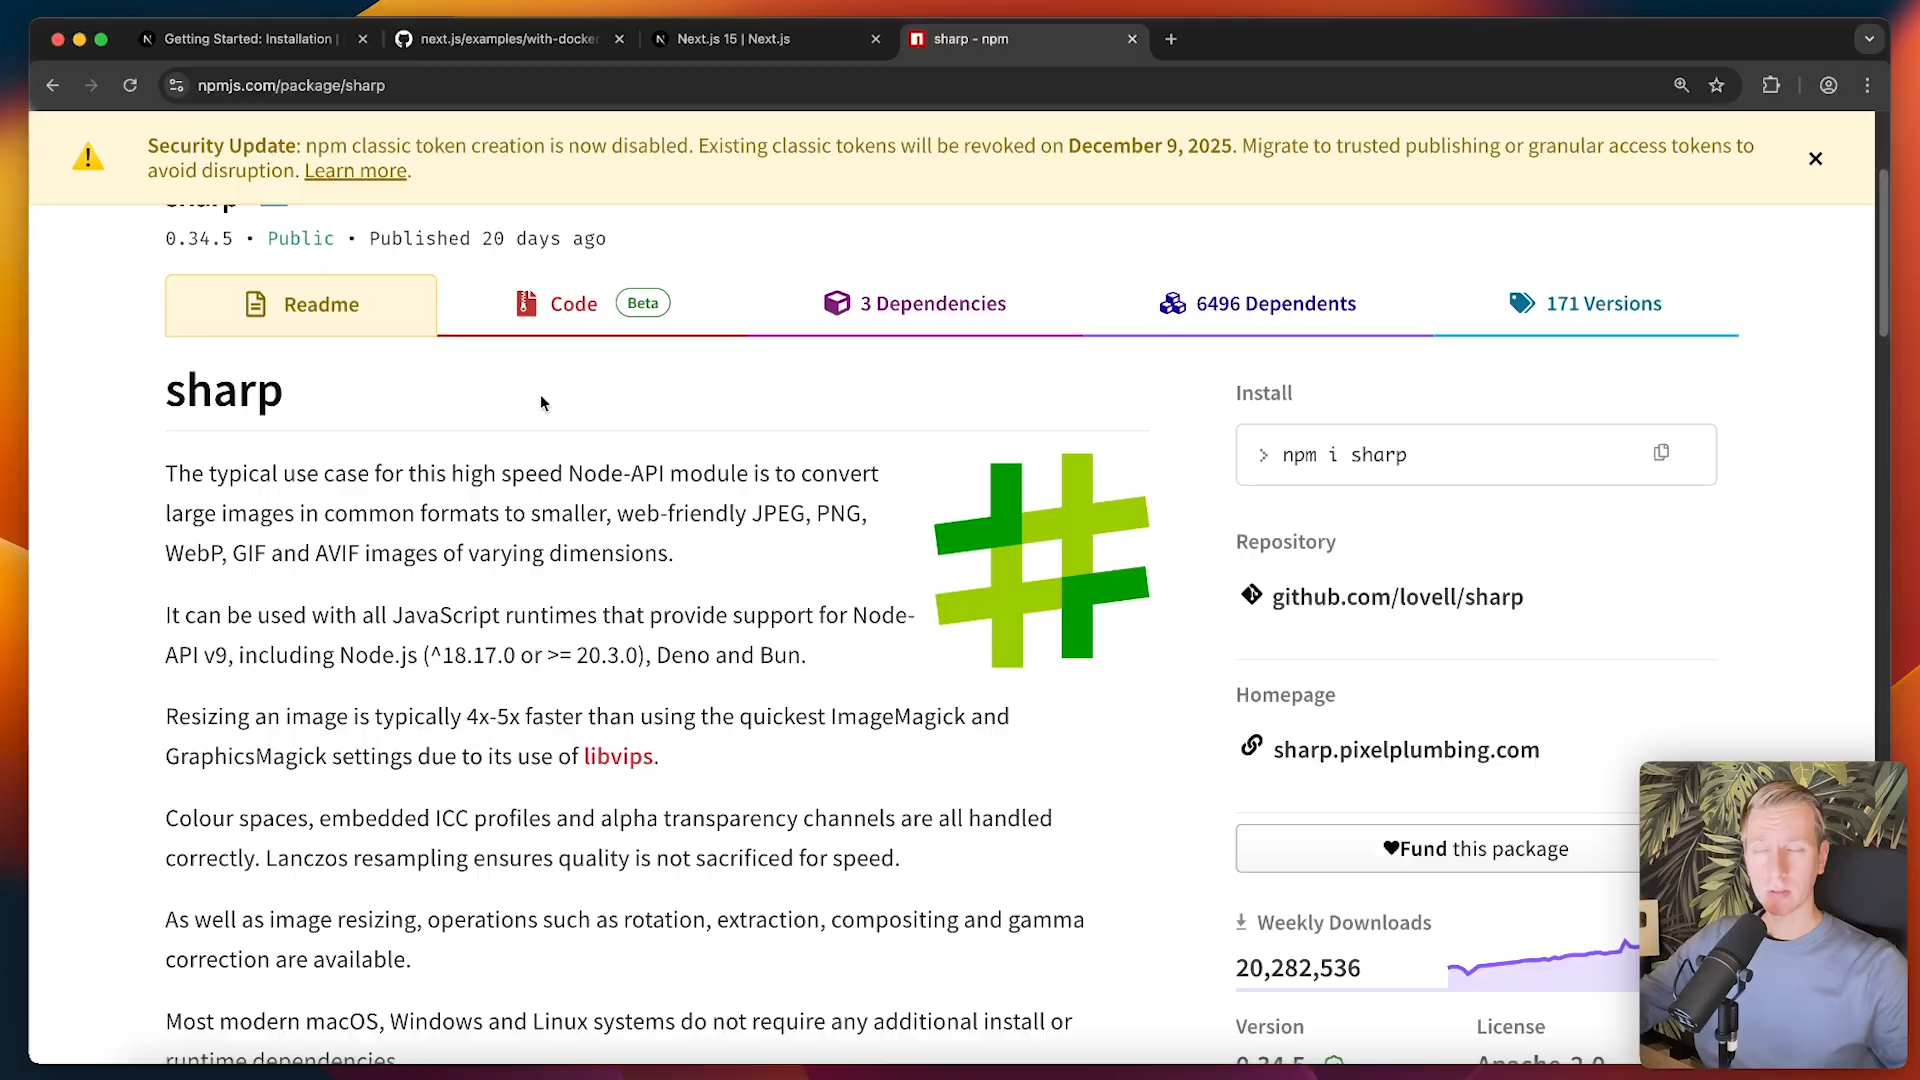 Getting Started: Installation |
next.js/examples/with-docker
Next.js 15 | Next.js
sharp - npm
npmjs.com/package/sharp
Security Update: npm classic token creation is now disabled. Existing classic tokens will be revoked on December 9, 2025. Migrate to trusted publishing or granular access tokens to
avoid disruption. Learn more.
sharp
0.34.5 • Public • Published 20 days ago
Readme
Code Beta
3 Dependencies
6496 Dependents
171 Versions
sharp
The typical use case for this high speed Node-API module is to convert
large images in common formats to smaller, web-friendly JPEG, PNG,
WebP, GIF and AVIF images of varying dimensions.
It can be used with all JavaScript runtimes that provide support for Node-
API v9, including Node.js (^18.17.0 or >= 20.3.0), Deno and Bun.
Resizing an image is typically 4x-5x faster than using the quickest ImageMagick and
GraphicsMagick settings due to its use of libvips.
Colour spaces, embedded ICC profiles and alpha transparency channels are all handled
correctly. Lanczos resampling ensures quality is not sacrificed for speed.
As well as image resizing, operations such as rotation, extraction, compositing and gamma
correction are available.
Most modern macOS, Windows and Linux systems do not require any additional install or
runtime dependencies.
Install
> npm i sharp
Repository
github.com/lovell/sharp
Homepage
sharp.pixelplumbing.com
Fund this package
Weekly Downloads
20,282,536
Version
License
0.34.5
Apache-2.0